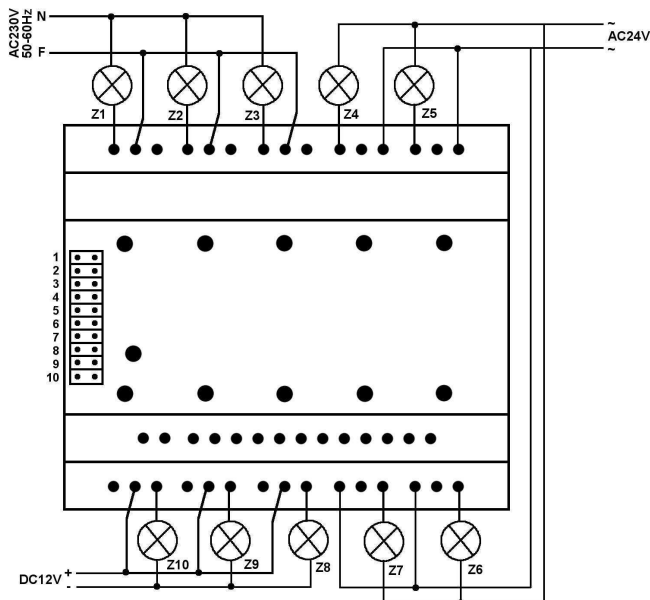 AC230V
50-60Hz
N
F
~
~
AC24V
Z1
Z2
Z3
Z4
Z5
1
2
3
4
5
6
7
8
9
10
Z10
Z9
Z8
Z7
Z6
DC12V
+
-